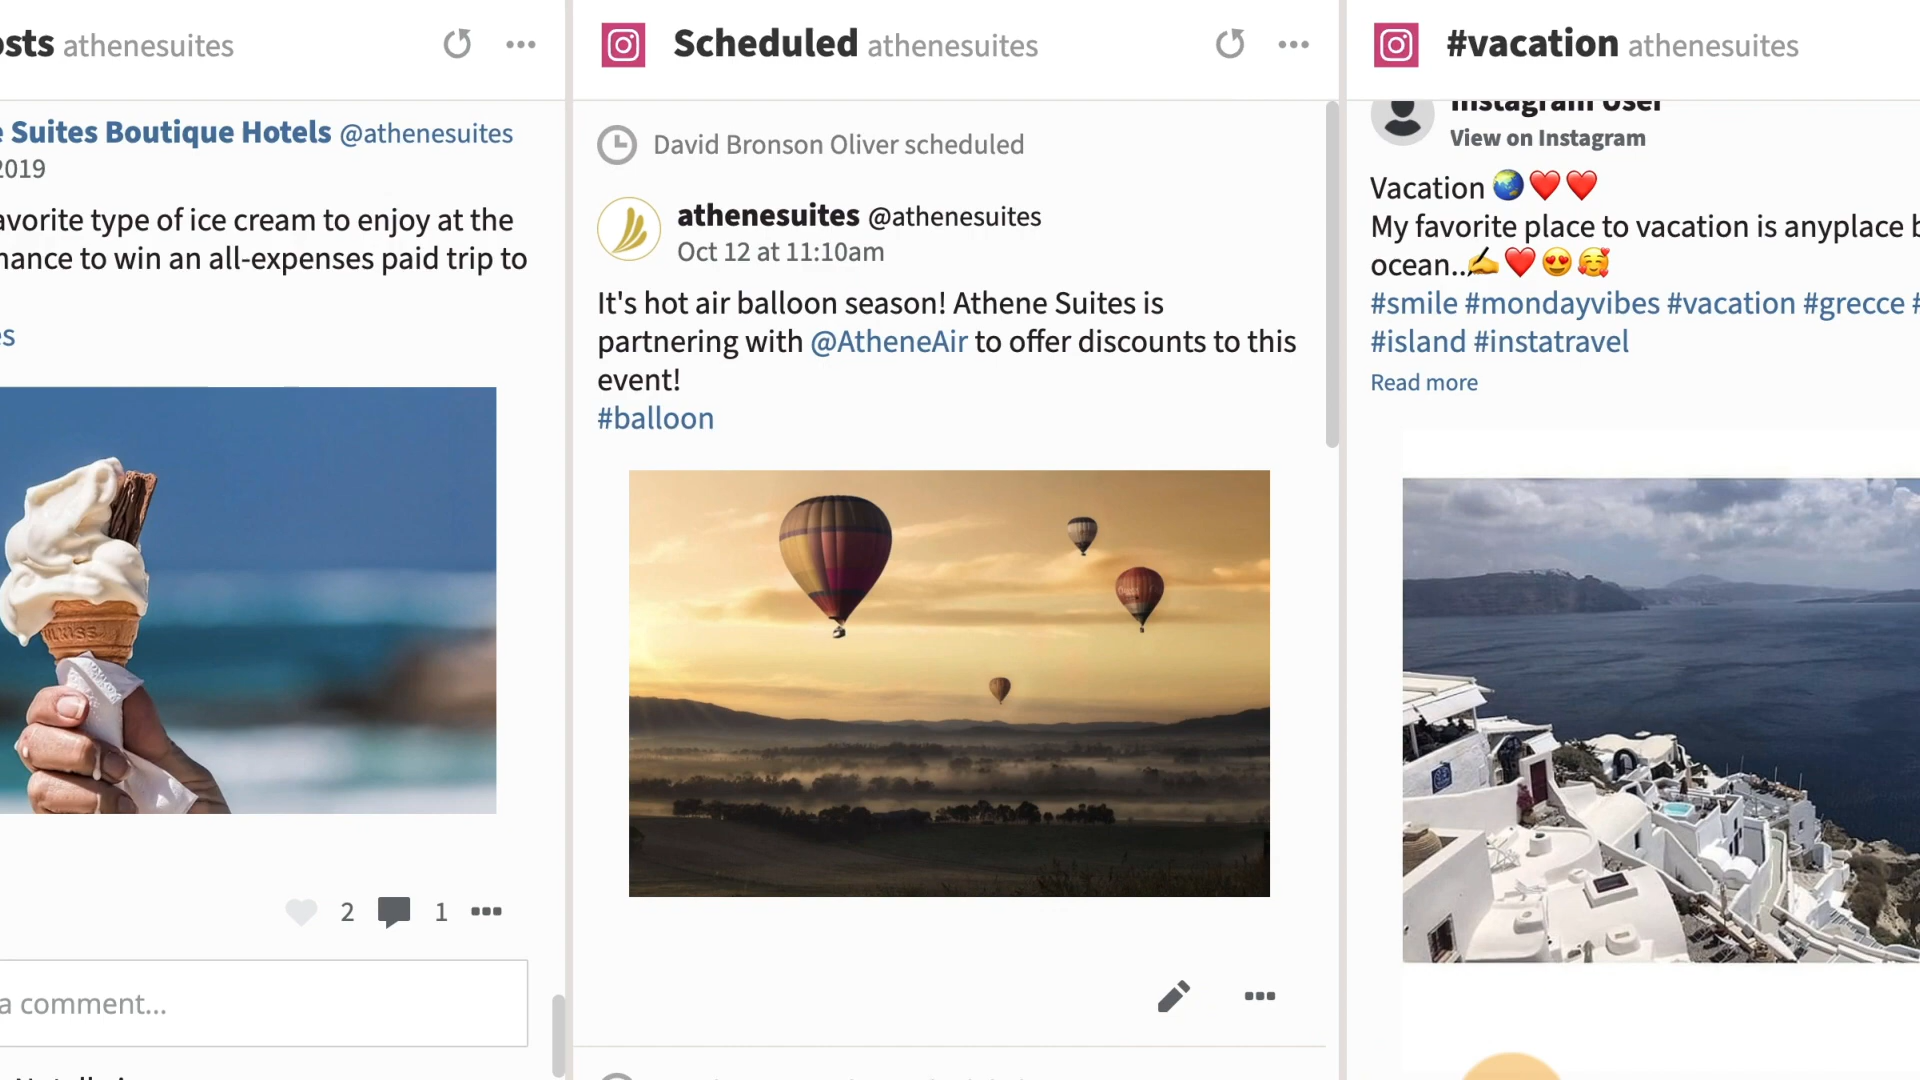 osts athenesuites
e Suites Boutique Hotels @athenesuites
2019
avorite type of ice cream to enjoy at the
hance to win an all-expenses paid trip to
es
2 1
a comment...
Scheduled athenesuites
David Bronson Oliver scheduled
athenesuites @athenesuites
Oct 12 at 11:10am
It's hot air balloon season! Athene Suites is
partnering with @AtheneAir to offer discounts to this
event!
#balloon
#vacation athenesuites
Instagram User
View on Instagram
Vacation 🌏❤️❤️
My favorite place to vacation is anyplace b
ocean..✍️❤️😍🥰
#smile #mondayvibes #vacation #grecce #
#island #instatravel
Read more